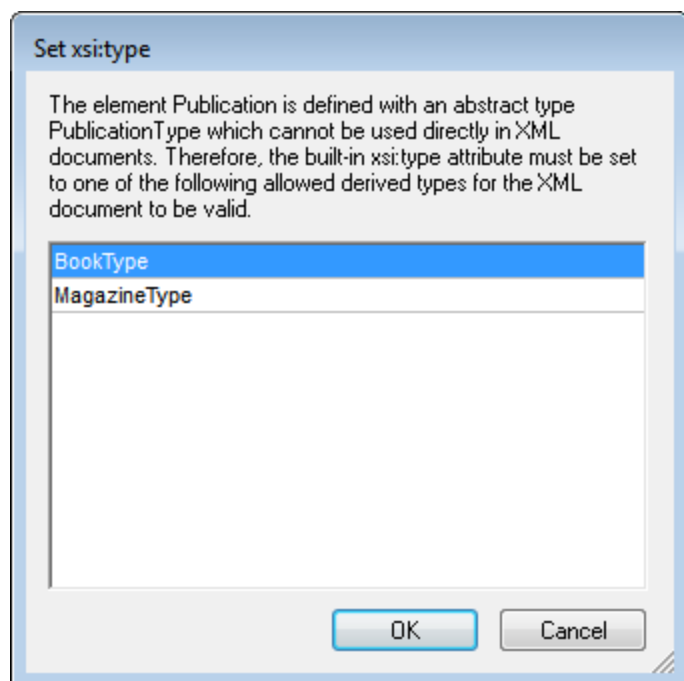 Set xsi:type
The element Publication is defined with an abstract type
PublicationType which cannot be used directly in XML
documents. Therefore, the built-in xsi:type attribute must be set
to one of the following allowed derived types for the XML
document to be valid.
BookType
MagazineType
OK
Cancel